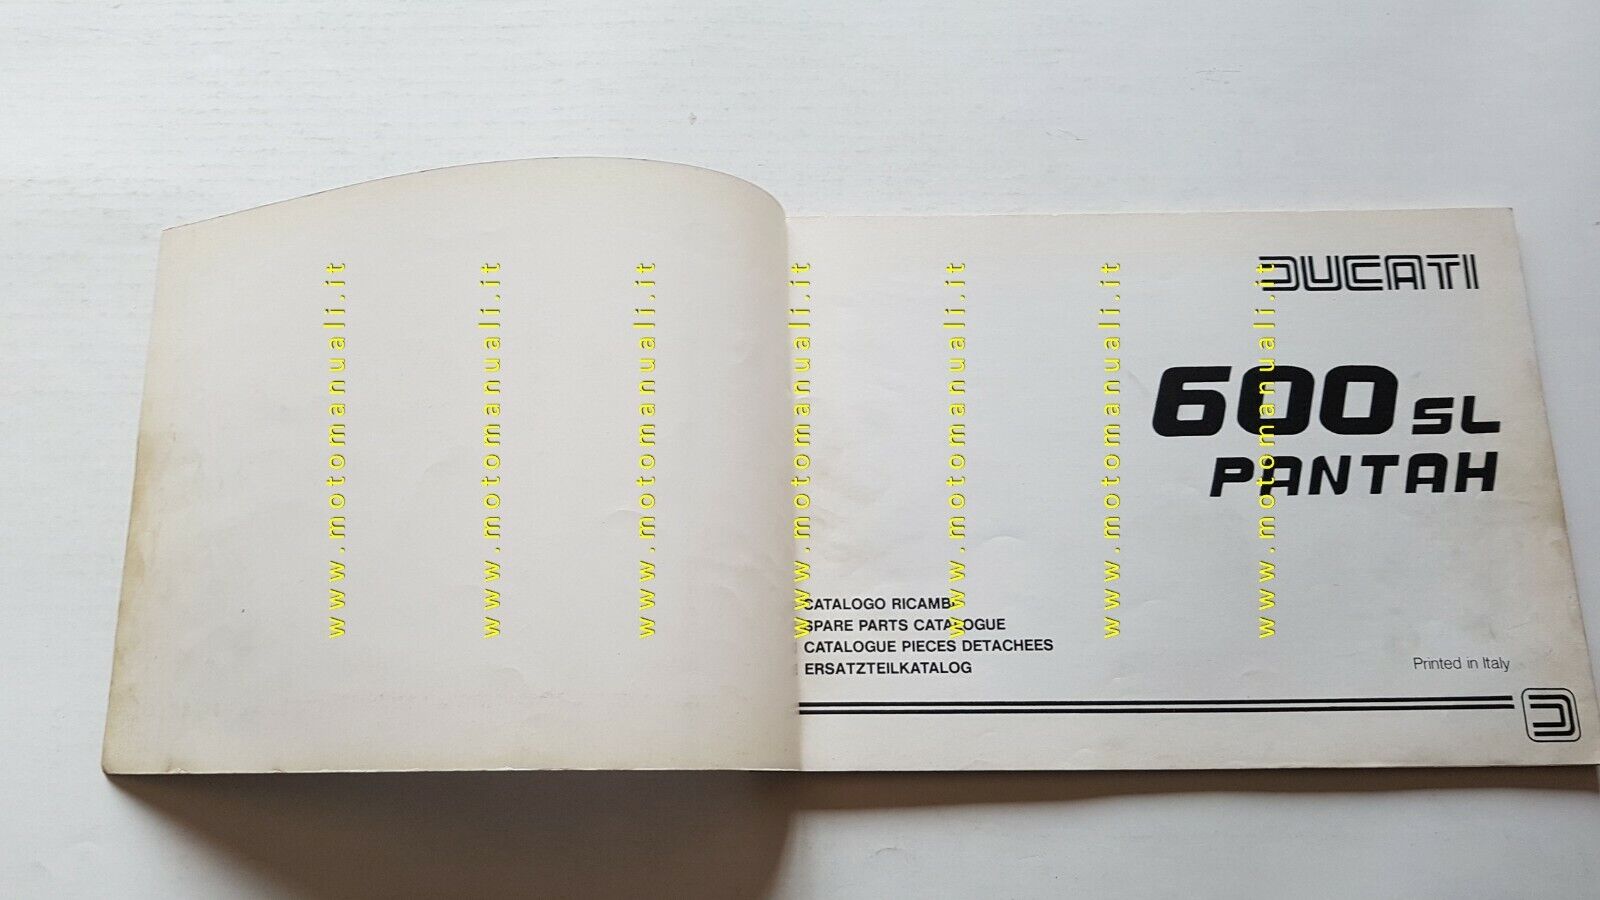 DUCATI
600 SL
PANTAH
CATALOGO RICAMBI
SPARE PARTS CATALOGUE
CATALOGUE PIECES DETACHEES
ERSATZTEILKATALOG
Printed in Italy
www.motomanuali.it
www.motomanuali.it
www.motomanuali.it
www.motomanuali.it
www.motomanuali.it
www.motomanuali.it
www.motomanuali.it